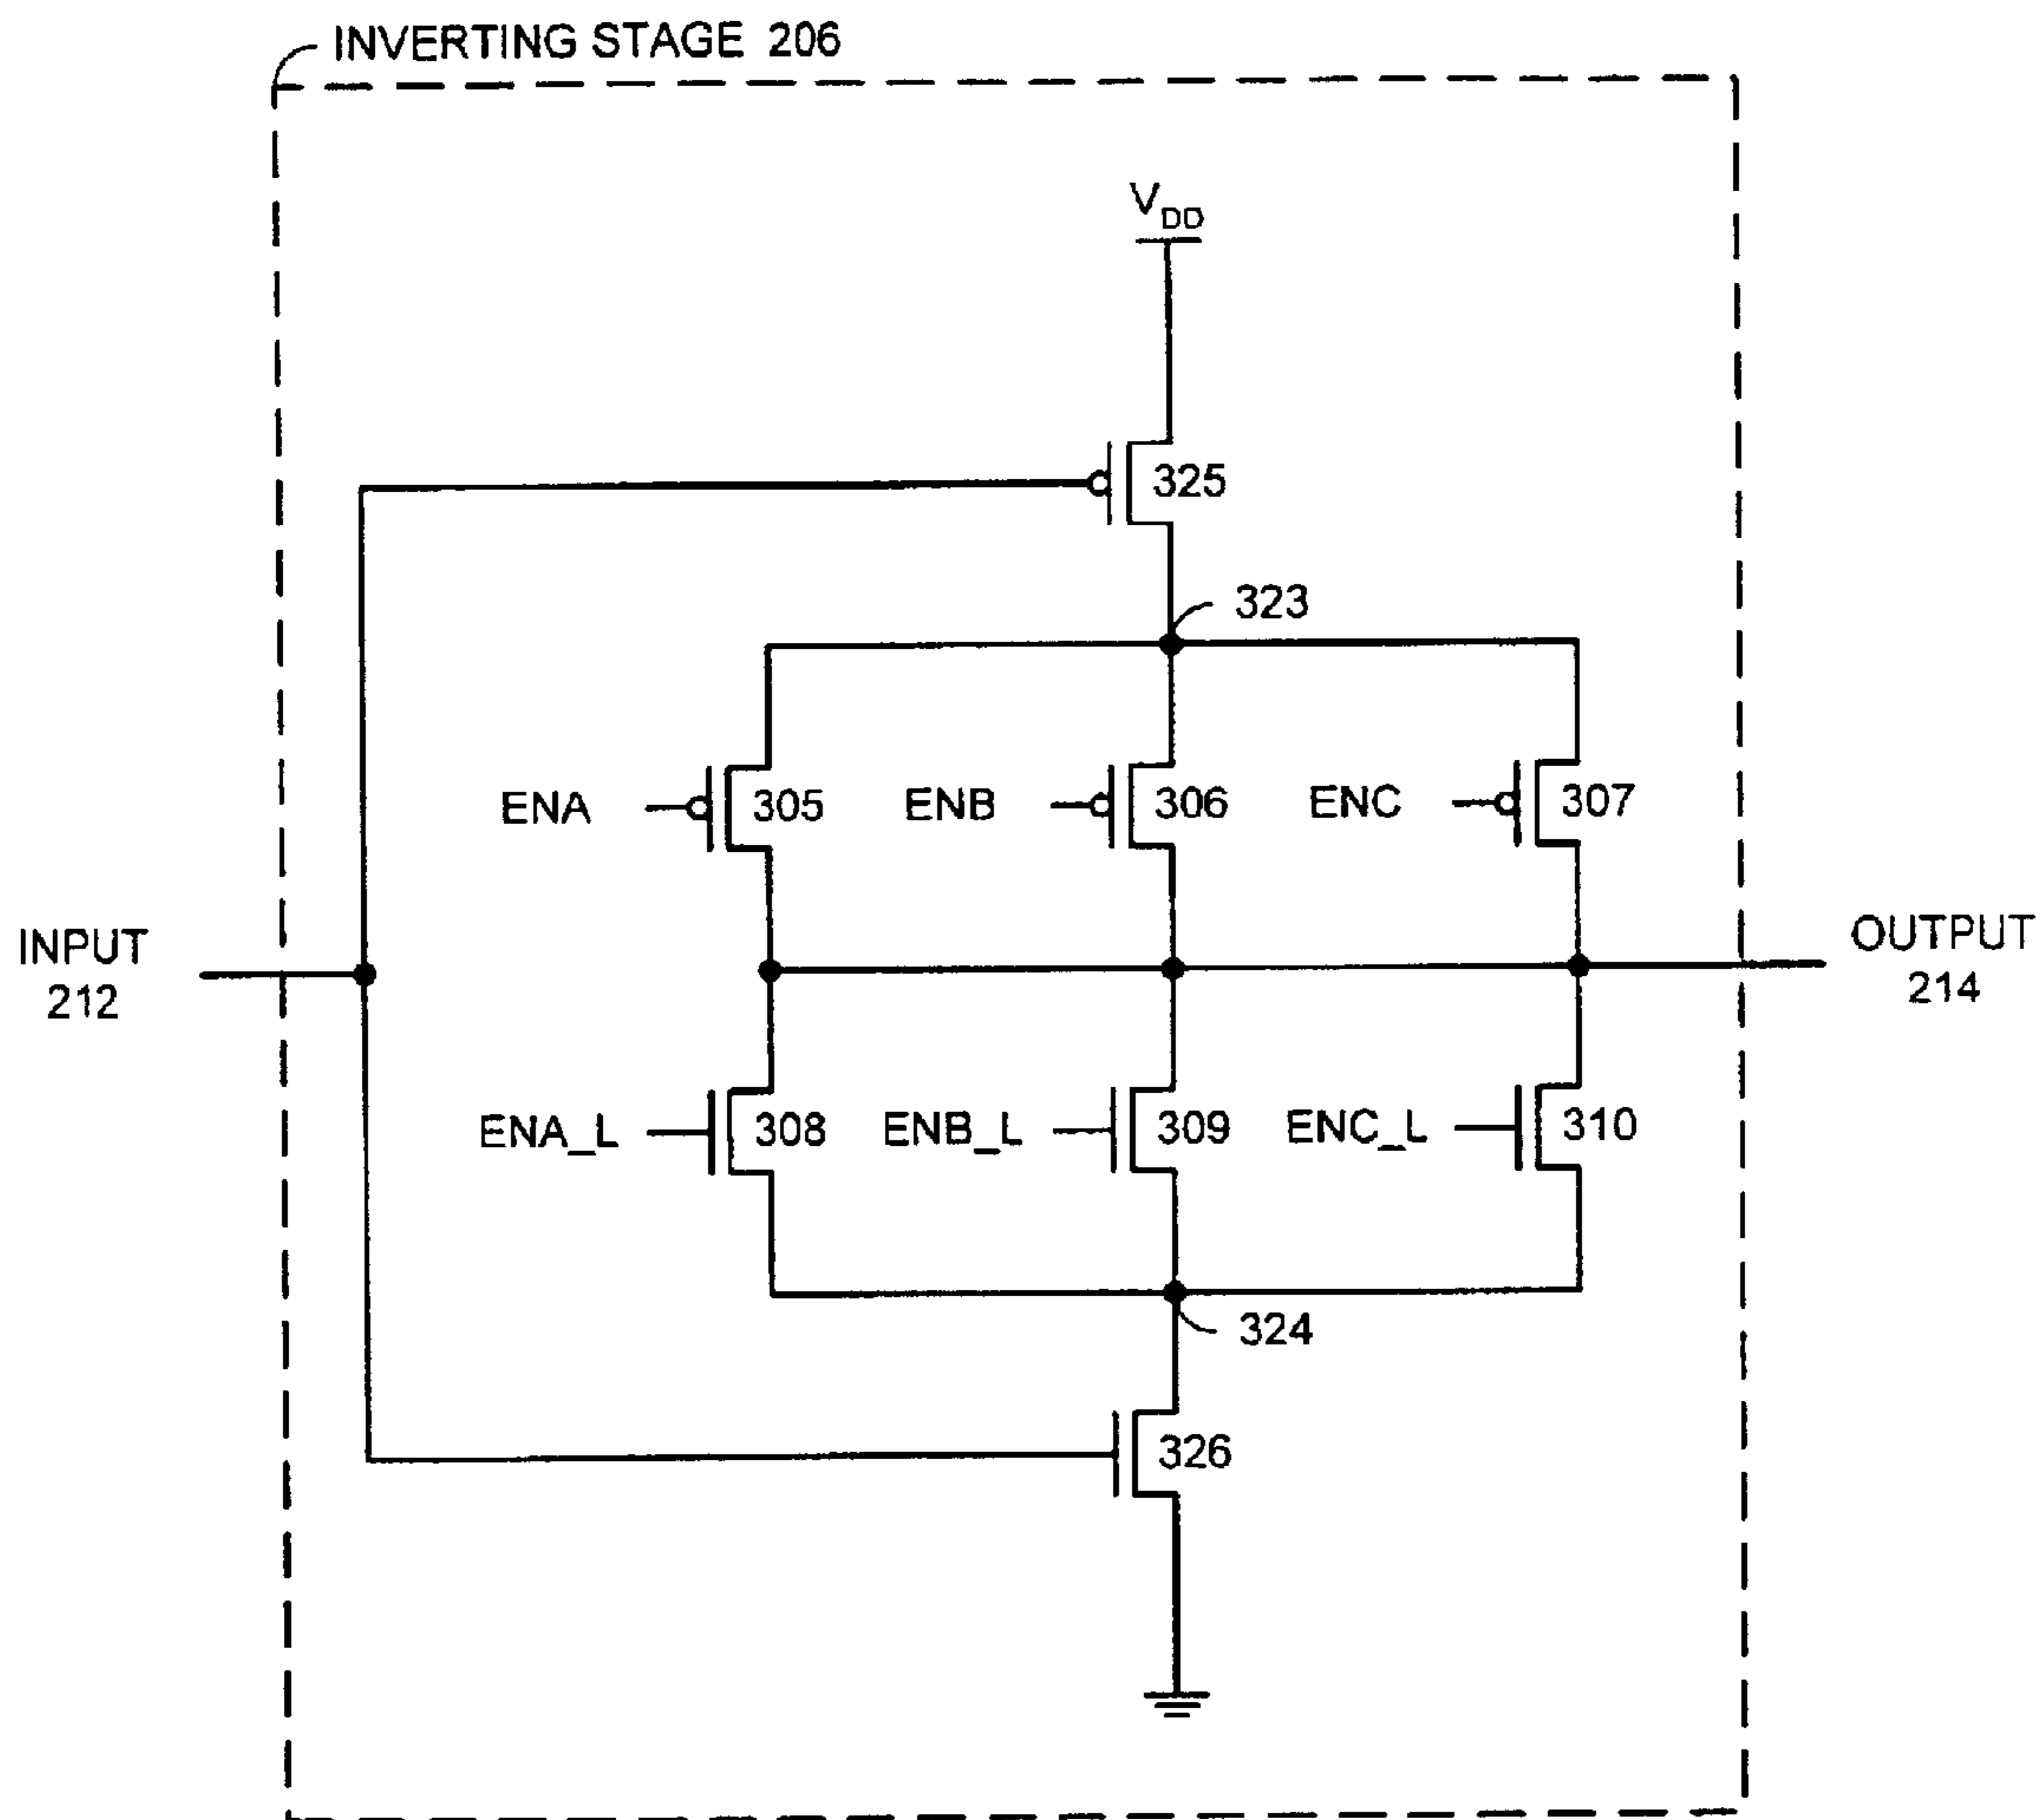 INVERTING STAGE 206
VDD
325
323
ENA 305 ENB 306 ENC 307
INPUT
212
OUTPUT
214
ENA_L 308 ENB_L 309 ENC_L 310
324
326